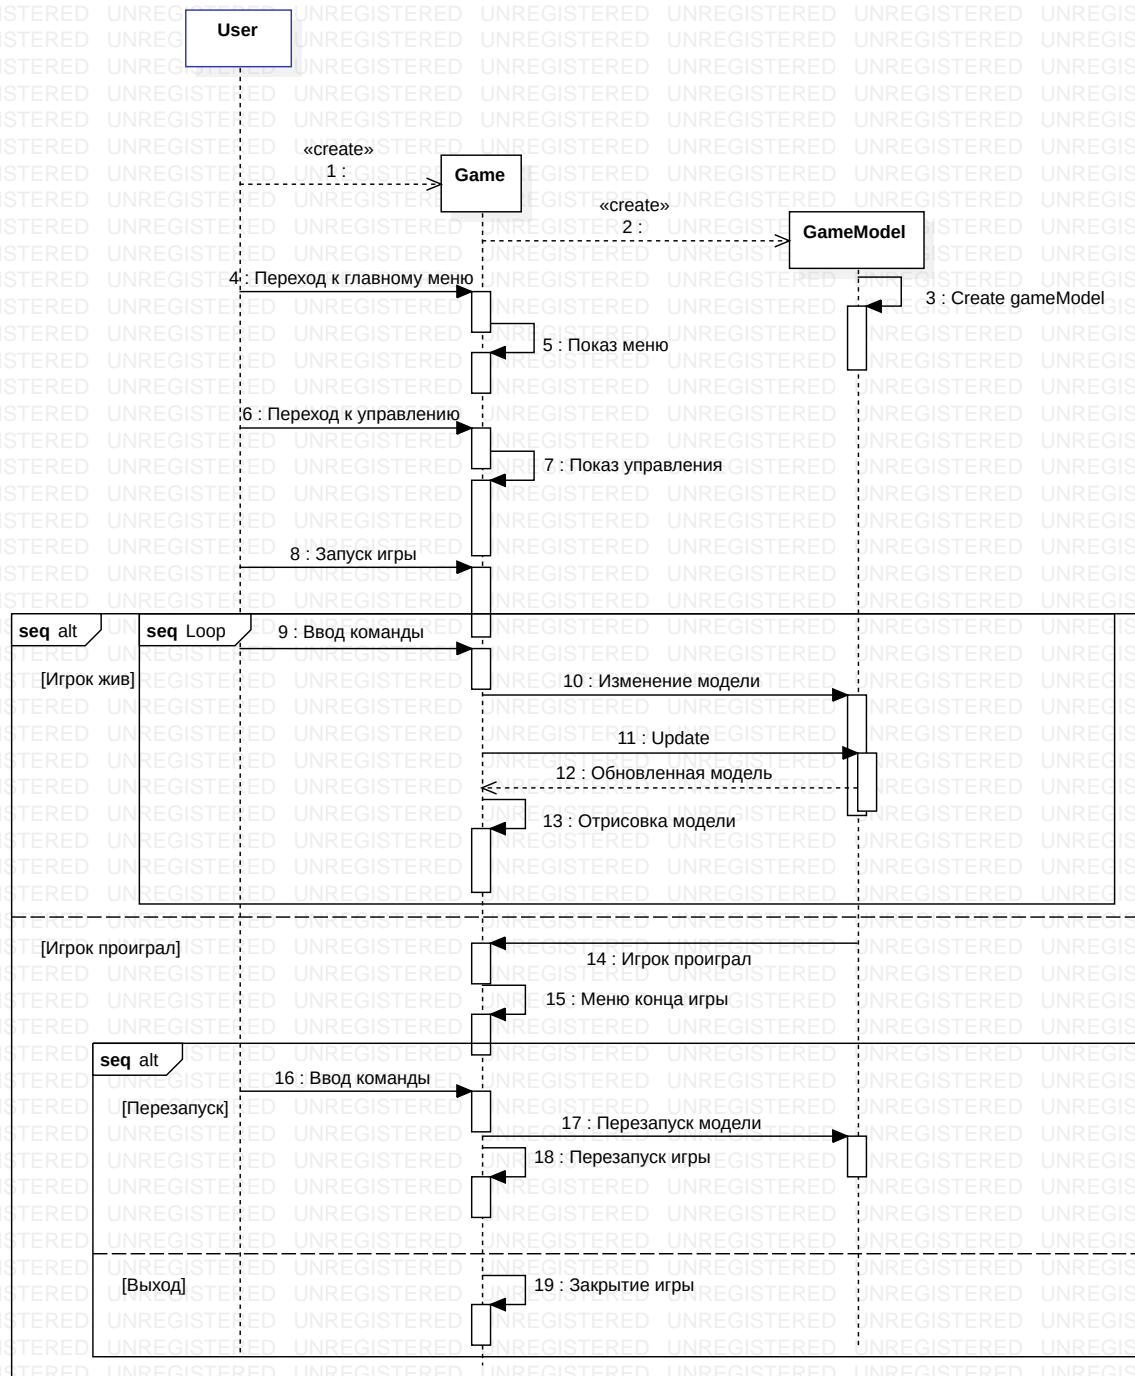 User
«create»
1 :
Game
«create»
2 :
GameModel
4 : Переход к главному меню
3 : Create gameModel
5 : Показ меню
6 : Переход к управлению
7 : Показ управления
8 : Запуск игры
seq alt
seq Loop
9 : Ввод команды
[Игрок жив]
10 : Изменение модели
11 : Update
12 : Обновленная модель
13 : Отрисовка модели
[Игрок проиграл]
14 : Игрок проиграл
15 : Меню конца игры
seq alt
16 : Ввод команды
[Перезапуск]
17 : Перезапуск модели
18 : Перезапуск игры
[Выход]
19 : Закрытие игры
UNREGISTERED